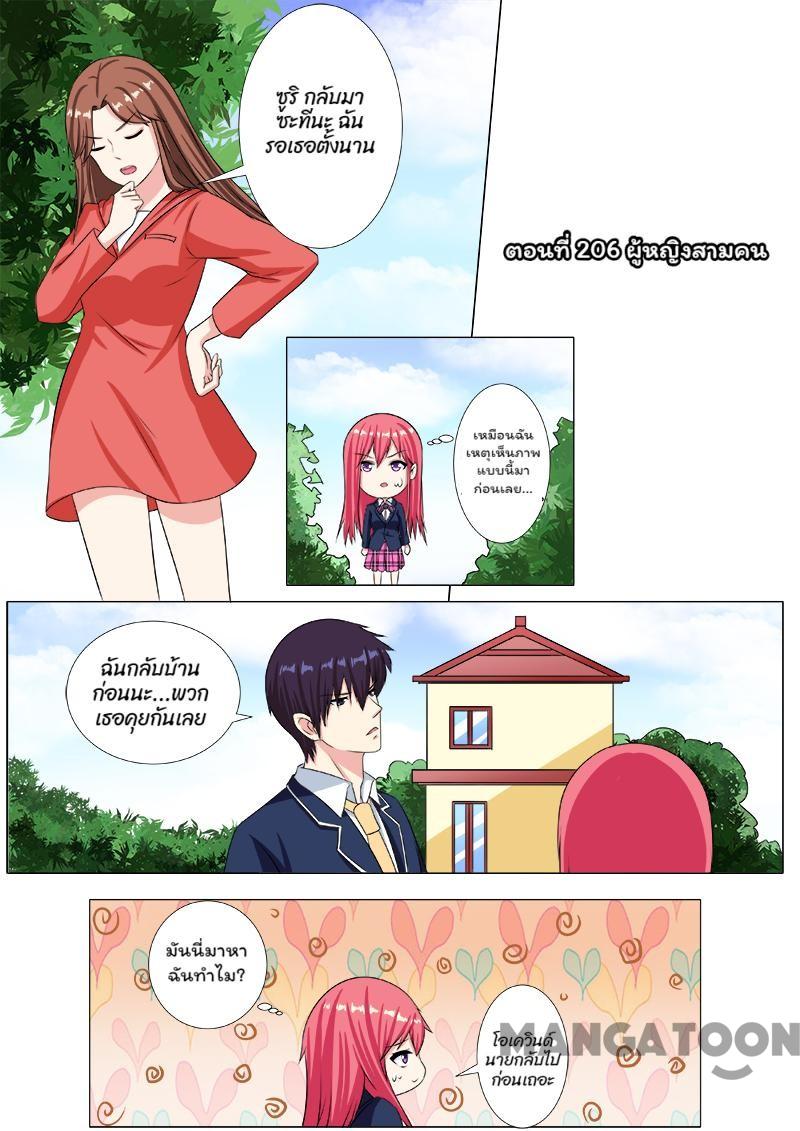 ซูริ กลับมา
ซะทีนะ ฉัน
รอเธอตั้งนาน
ตอนที่ 206 ผู้หญิงสามคน
เหมือนฉัน
เหตุเห็นภาพ
แบบนี้มา
ก่อนเลย...
ฉันกลับบ้าน
ก่อนนะ...พวก
เธอคุยกันเลย
มันนี่มาหา
ฉันทำไม?
โอเควินด์
นายกลับไป
ก่อนเถอะ
MANGATOON